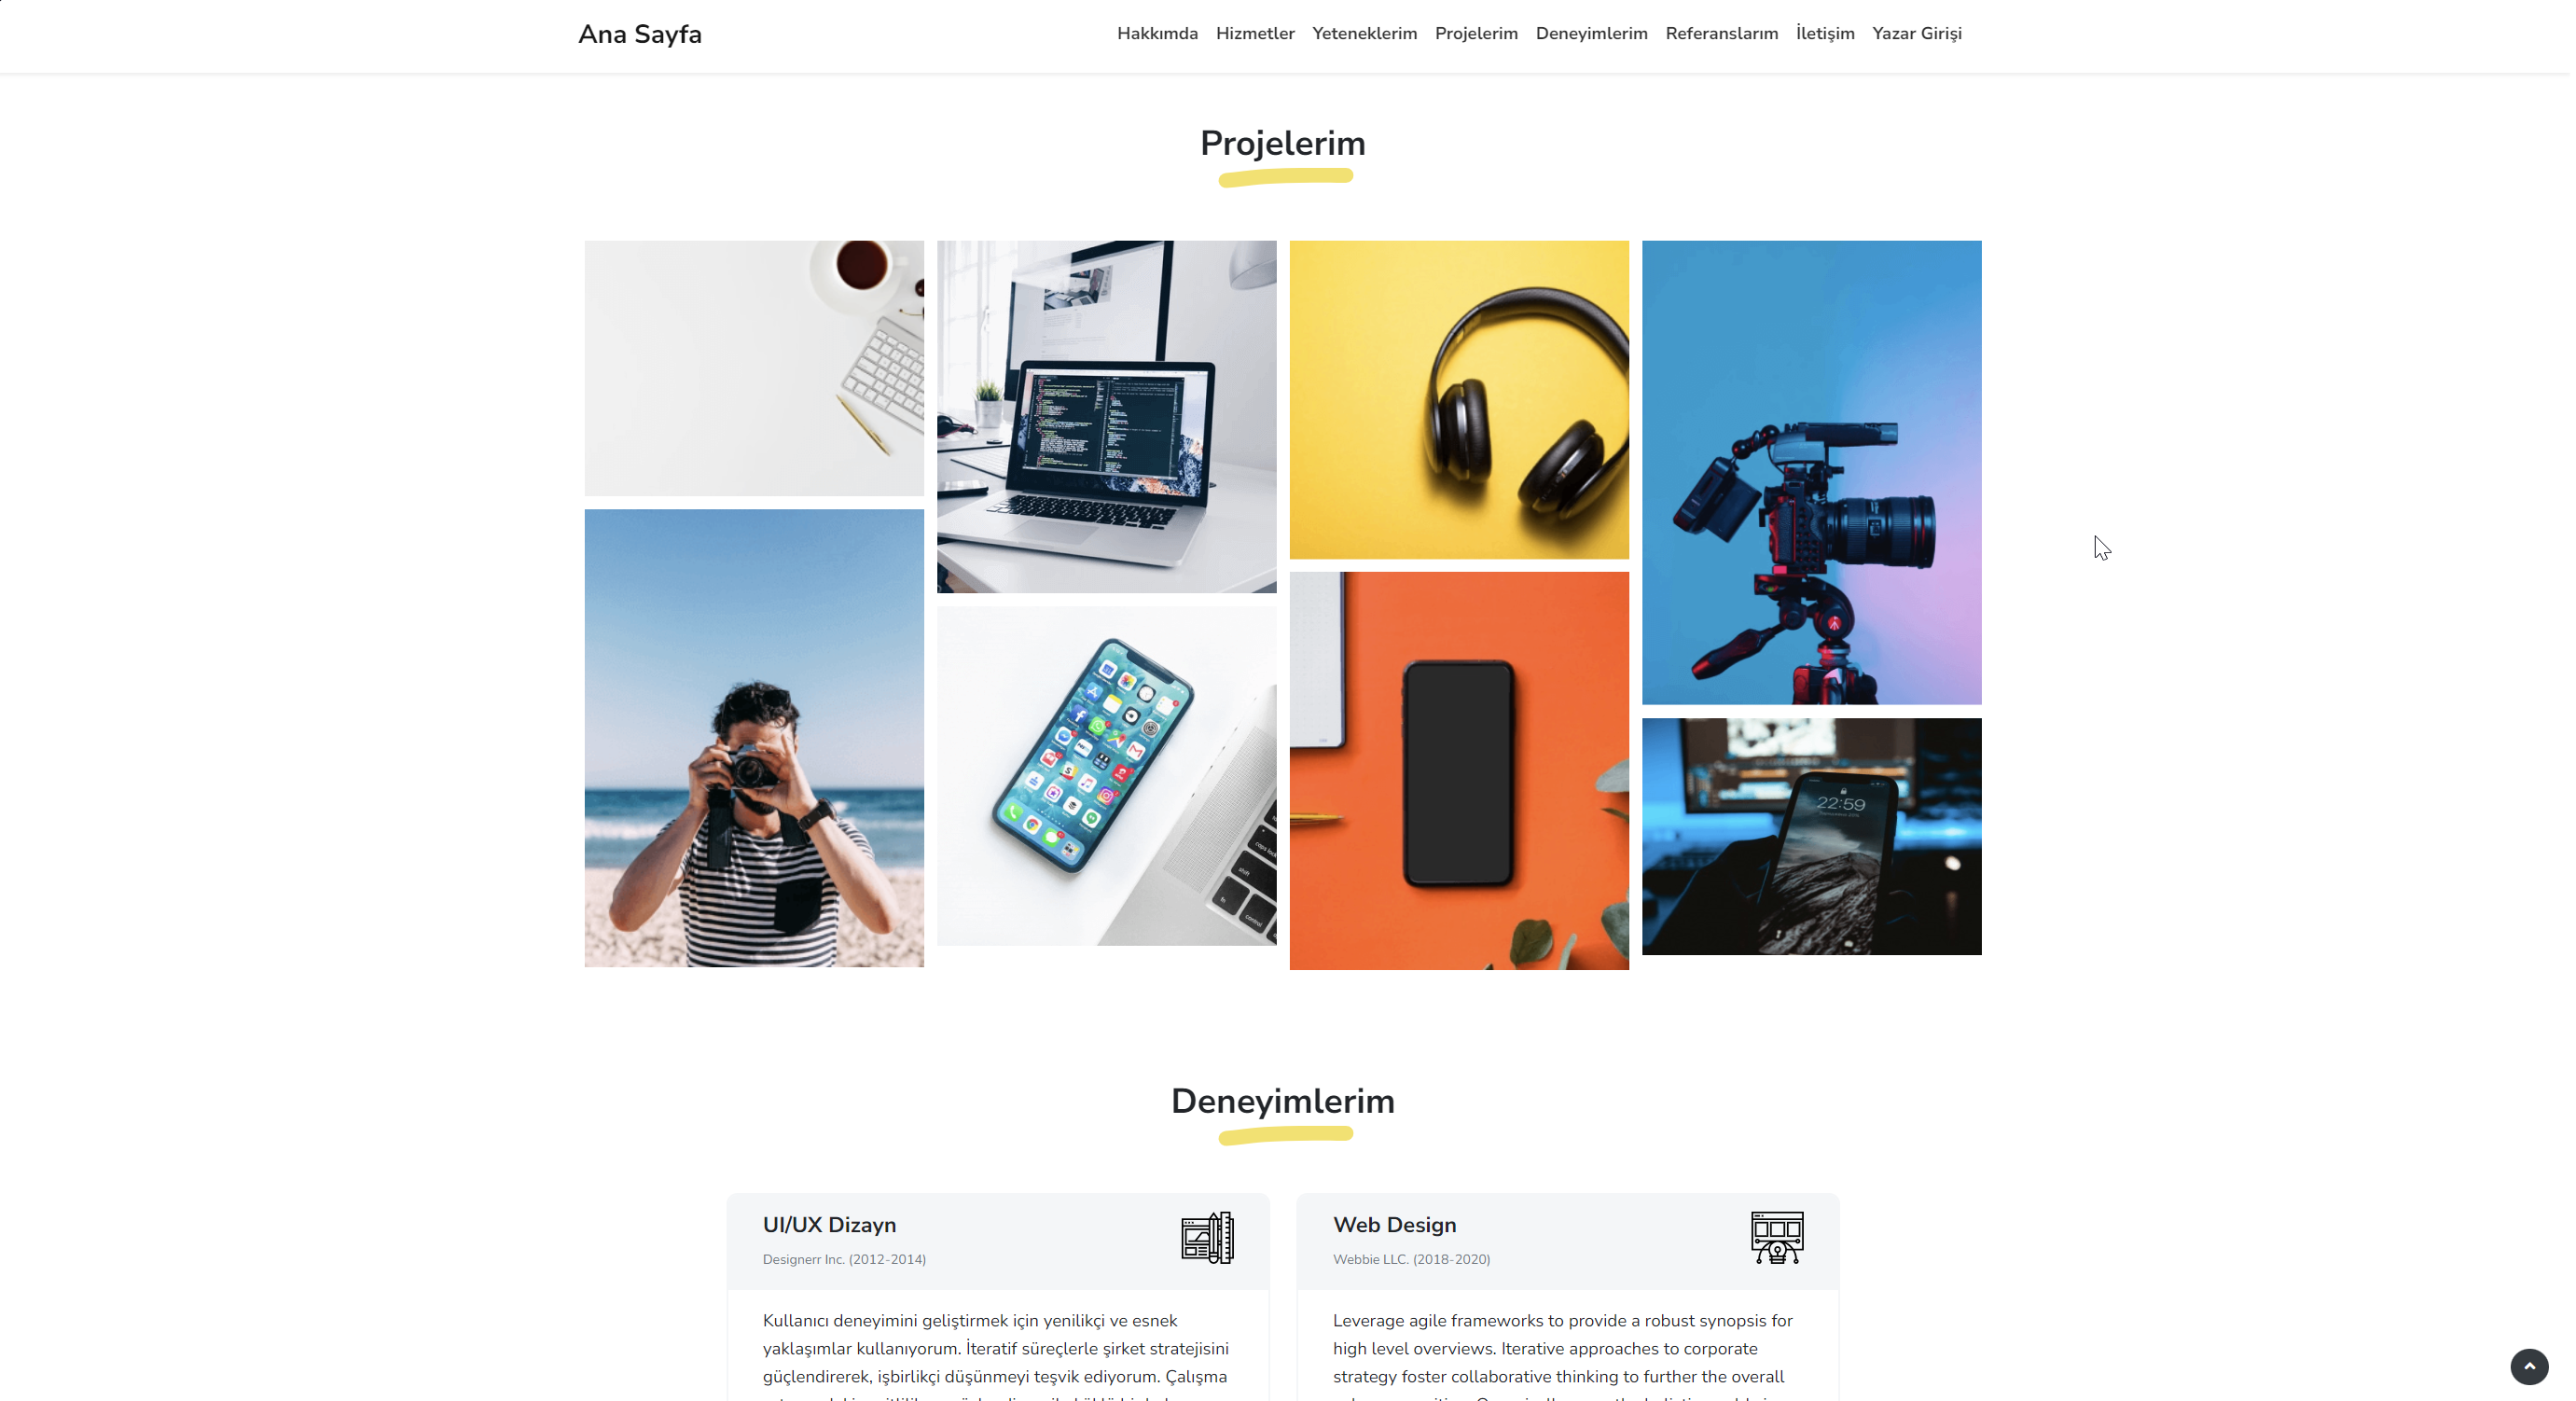 Ana Sayfa
Hakkımda Hizmetler Yeteneklerim Projelerim Deneyimlerim Referanslarım İletişim Yazar Girişi
Projelerim
22:59
Deneyimlerim
UI/UX Dizayn
Designerr Inc. (2012-2014)
Kullanıcı deneyimini geliştirmek için yenilikçi ve esnek
yaklaşımlar kullanıyorum. İteratif süreçlerle şirket stratejisini
güçlendirerek, işbirlikçi düşünmeyi teşvik ediyorum. Çalışma
Web Design
Webbie LLC. (2018-2020)
Leverage agile frameworks to provide a robust synopsis for
high level overviews. Iterative approaches to corporate
strategy foster collaborative thinking to further the overall